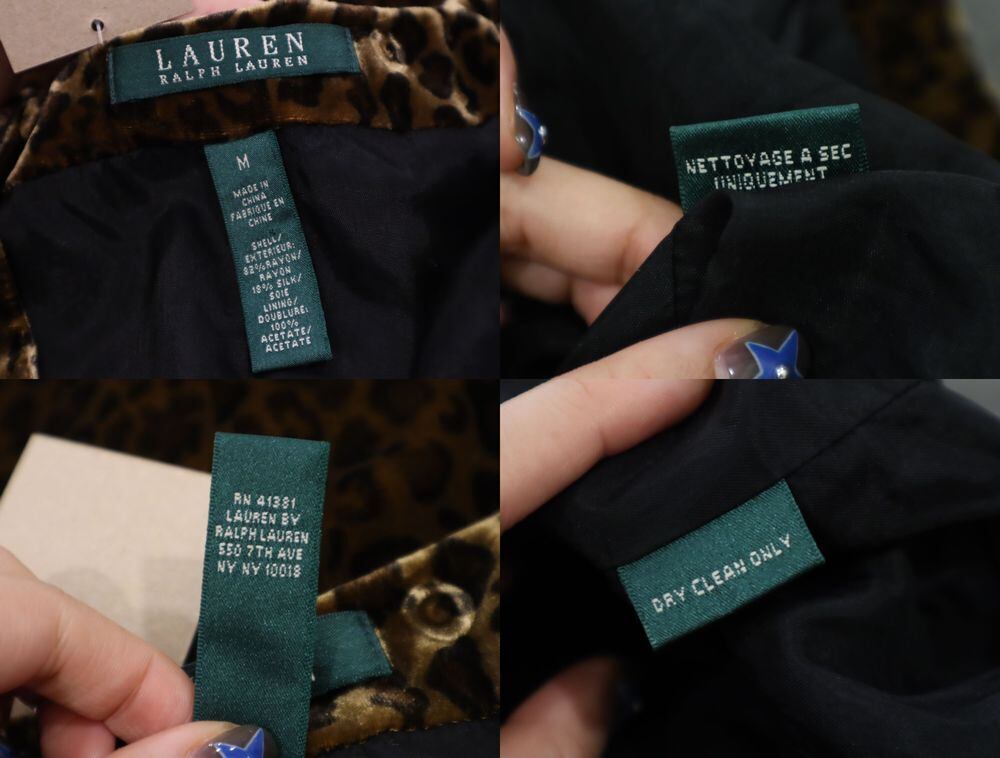 LAUREN
RALPH LAUREN
M
MADE IN
CHINA
FABRIQUE EN
CHINE
SHELL/
EXTERIEUR:
82% RAYON/
RAYON
18% SILK/
SOIE
LINING/
DOUBLURE:
100%
ACETATE/
ACETATE
NETTOYAGE A SEC
UNIQUEMENT
RN 41381
LAUREN BY
RALPH LAUREN
550 7TH AVE
NY NY 10018
DRY CLEAN ONLY